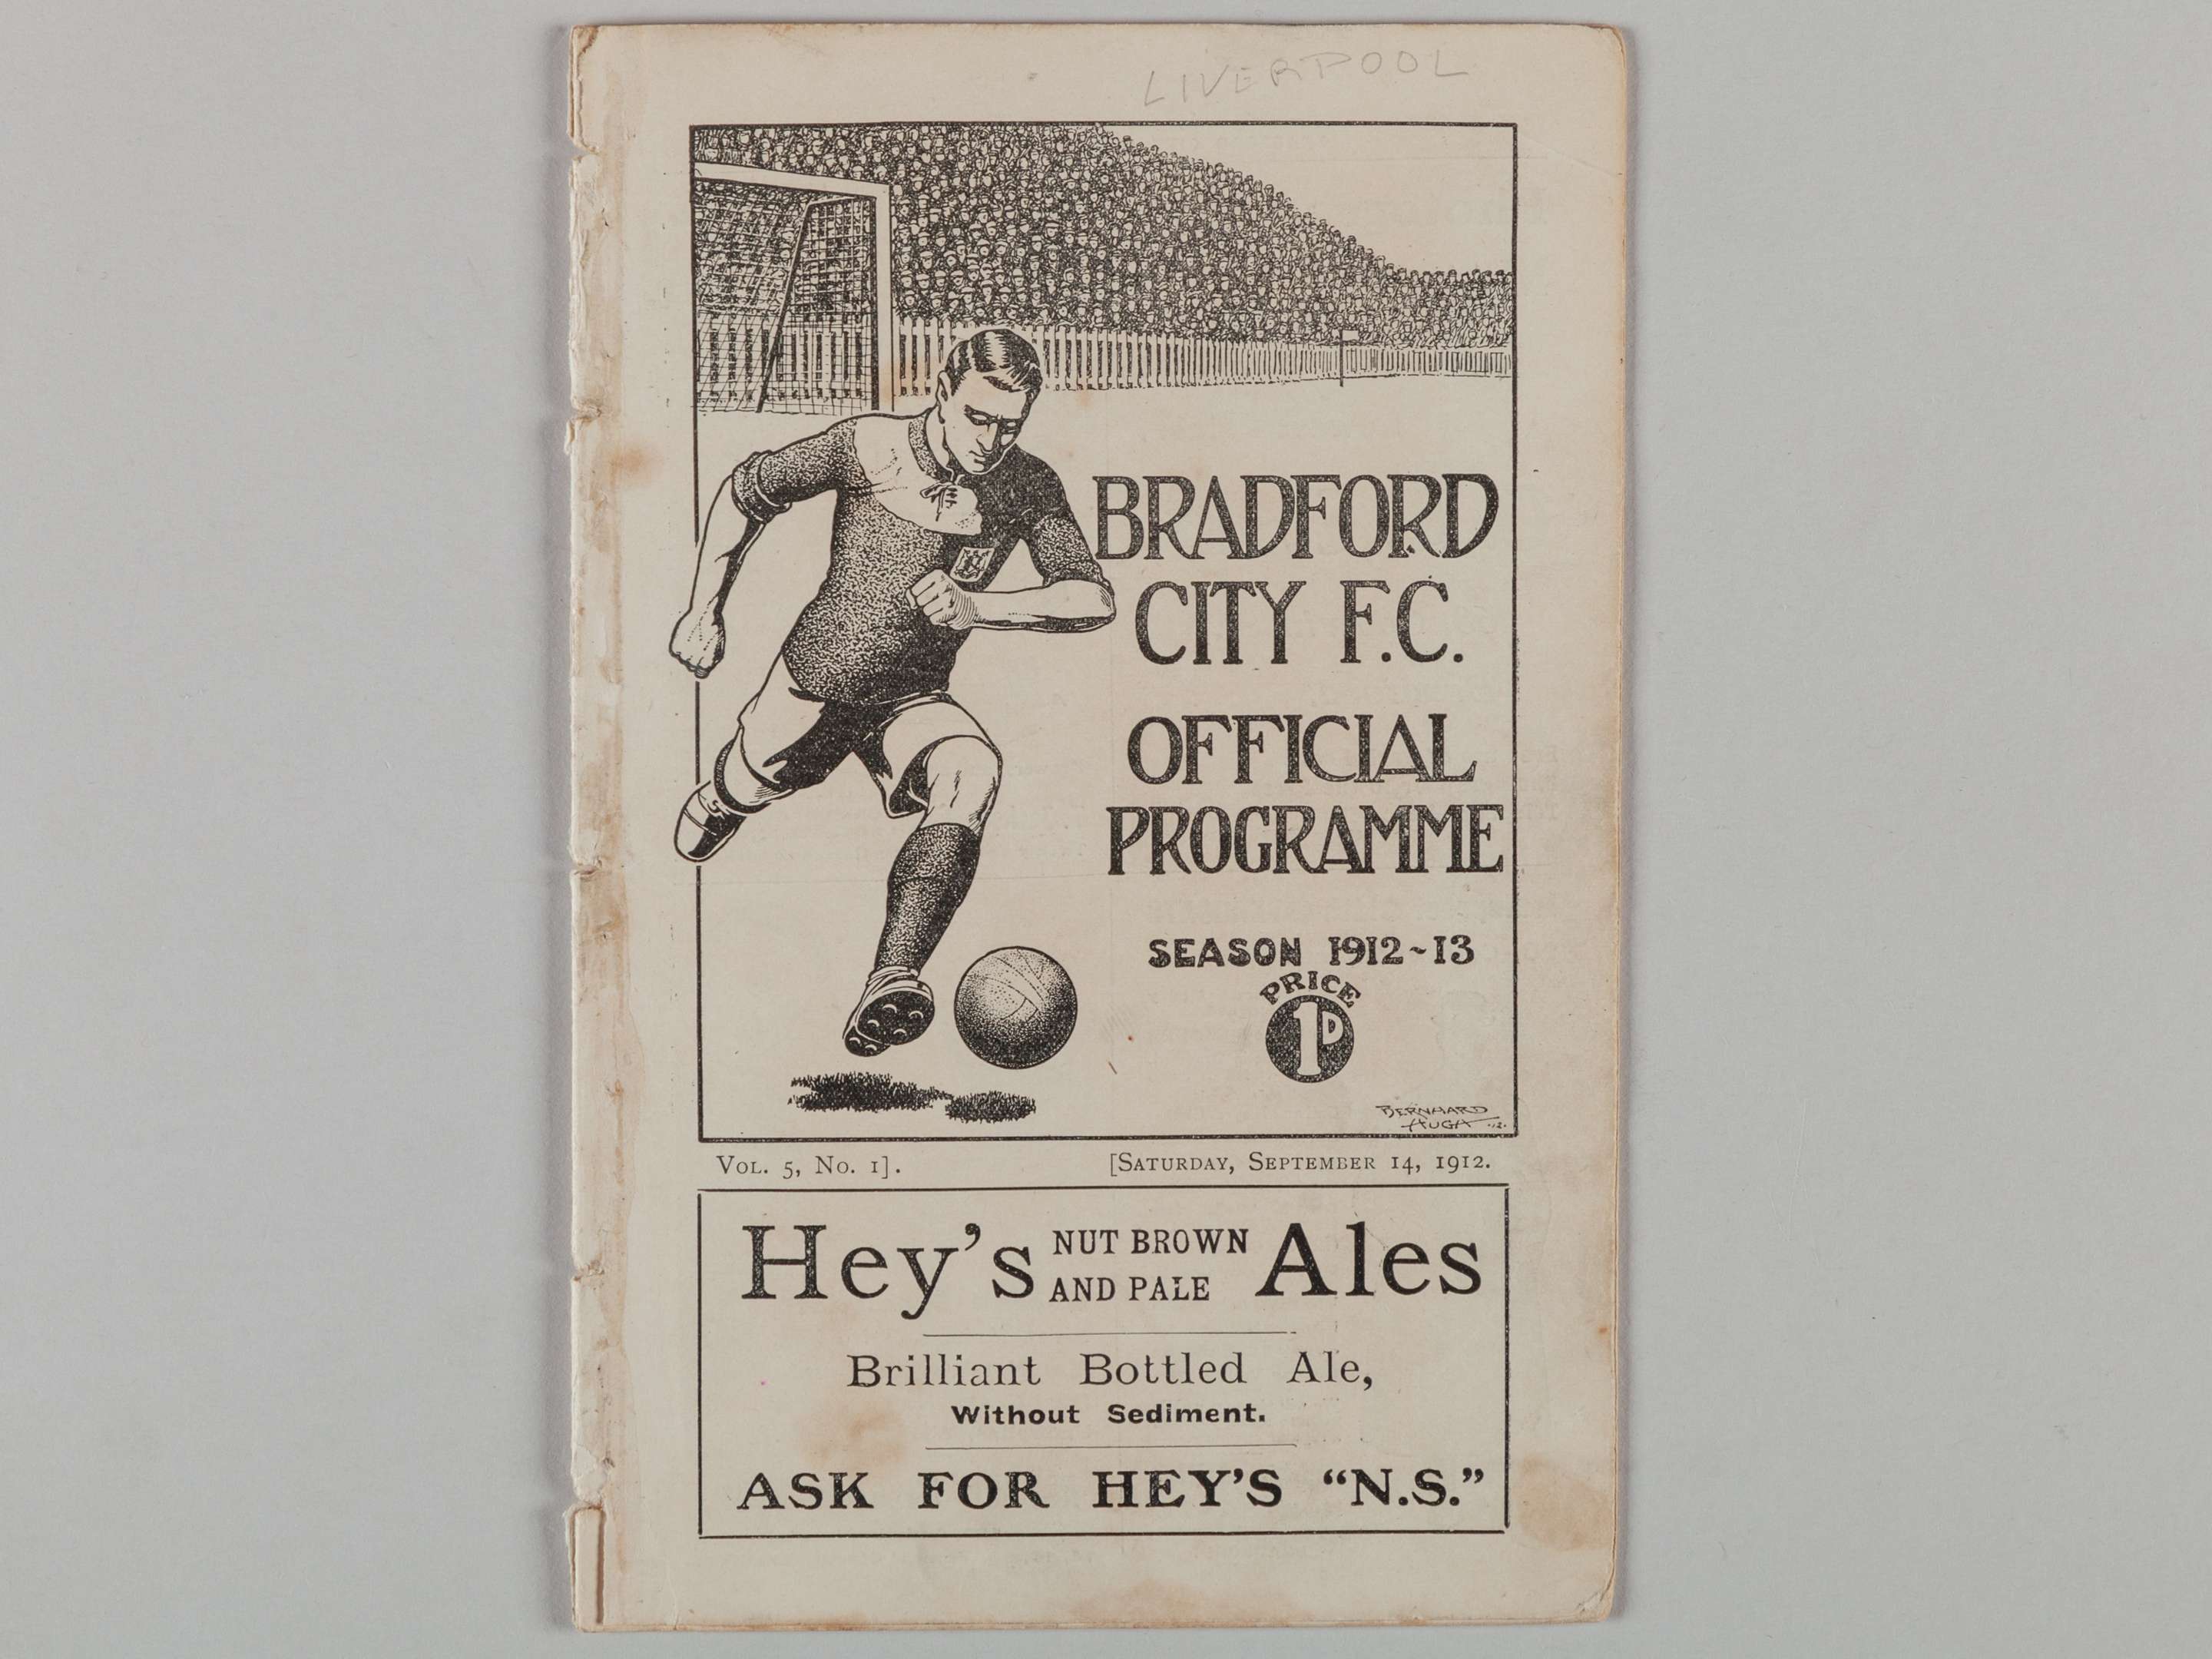 LIVERPOOL
BRADFORD
CITY F.C.
OFFICIAL
PROGRAMME
SEASON 1912~13
PRICE
1D
BERNHARD
HUGH '12.
VOL. 5, No. 1].
[SATURDAY, SEPTEMBER 14, 1912.
Hey's NUT BROWN AND PALE Ales
Brilliant Bottled Ale,
Without Sediment.
ASK FOR HEY'S “N.S.”